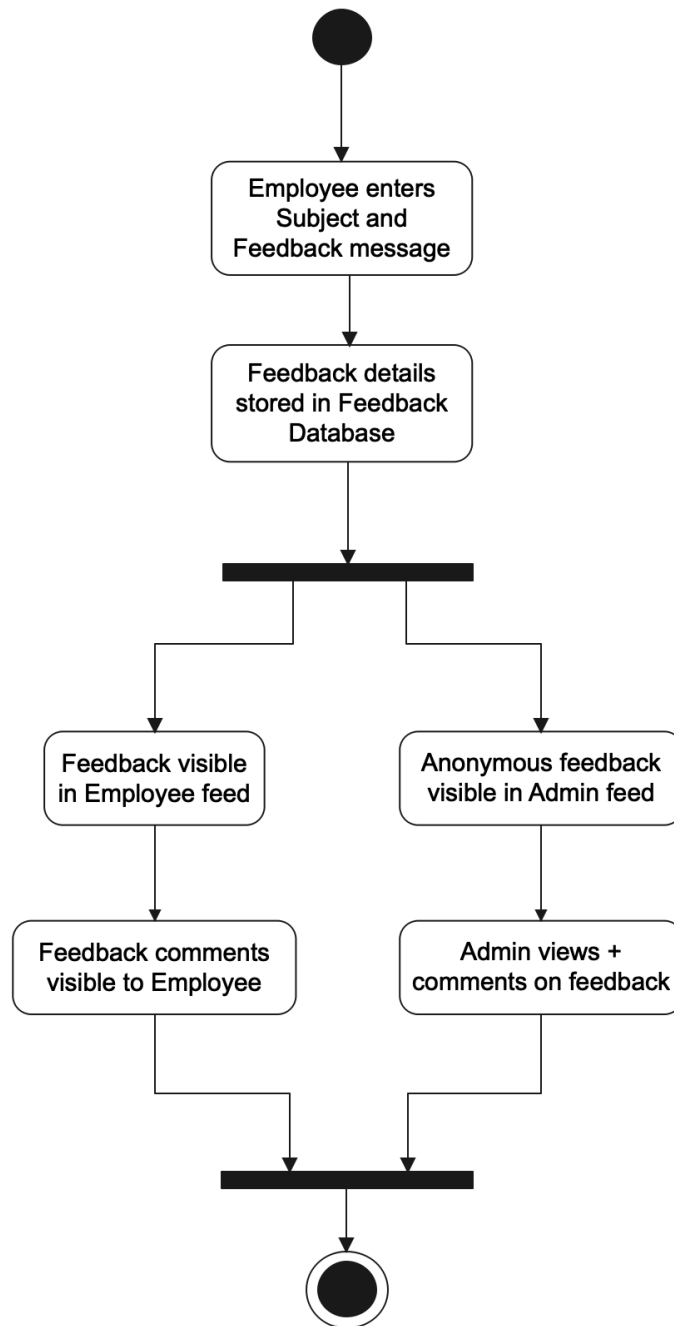 Employee enters
Subject and
Feedback message
Feedback details
stored in Feedback
Database
Feedback visible
in Employee feed
Anonymous feedback
visible in Admin feed
Feedback comments
visible to Employee
Admin views +
comments on feedback